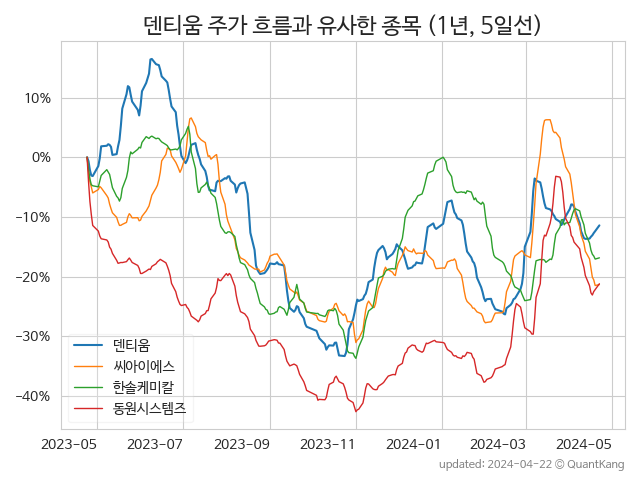 덴티움 주가 흐름과 유사한 종목 (1년, 5일선)
10%
0%
−10%
−20%
−30%
−40%
덴티움
씨아이에스
한솔케미칼
동원시스템즈
2023-05 2023-07 2023-09 2023-11 2024-01 2024-03 2024-05
updated: 2024-04-22 © QuantKang